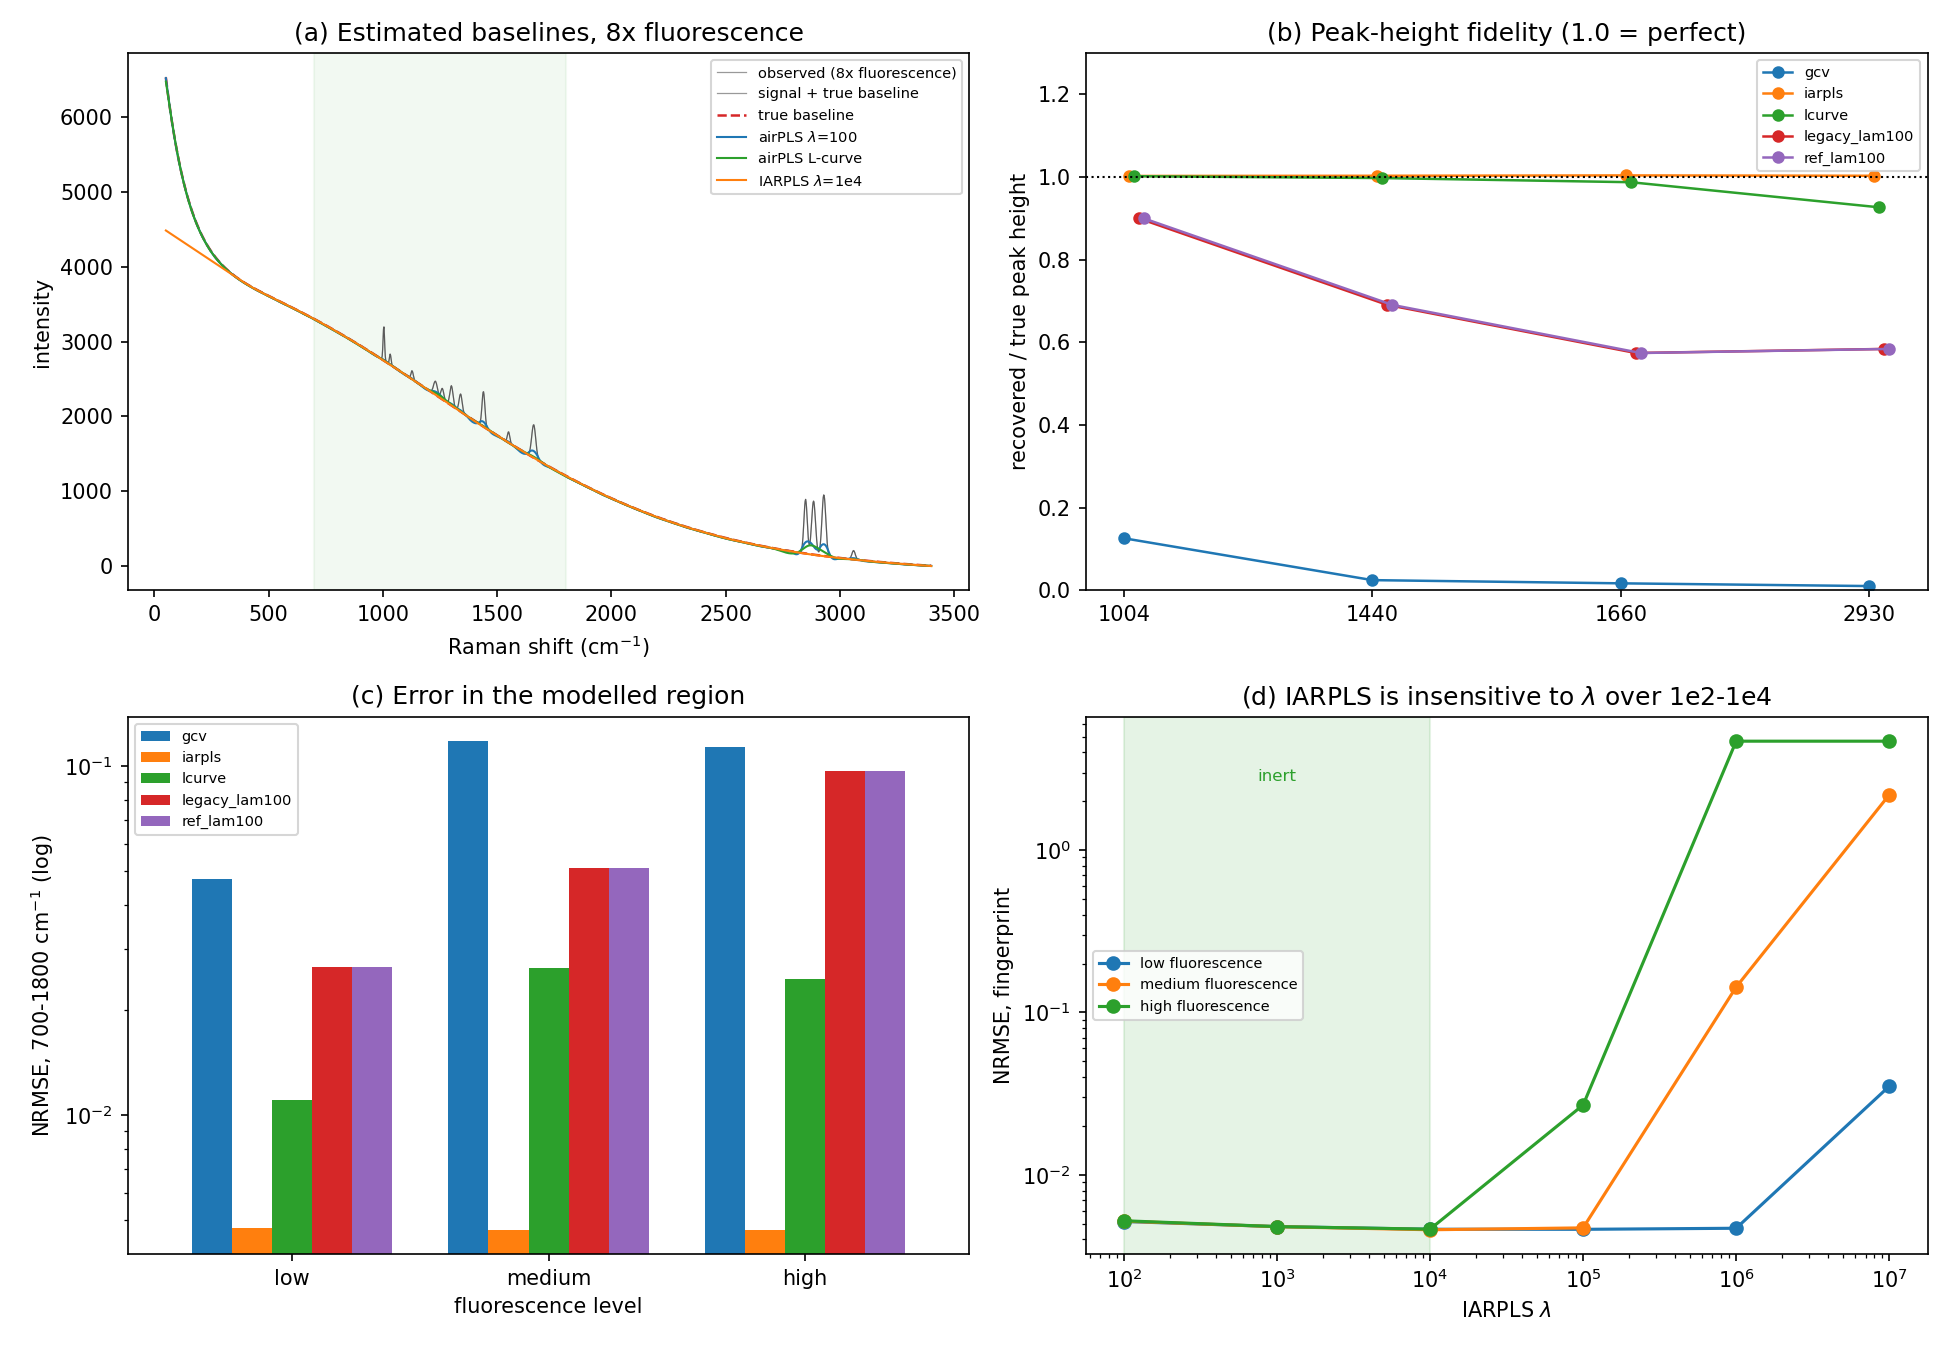 (a) Estimated baselines, 8x fluorescence
observed (8x fluorescence)
signal + true baseline
true baseline
airPLS λ=100
airPLS L-curve
IARPLS λ=1e4
intensity
6000
5000
4000
3000
2000
1000
0
0 500 1000 1500 2000 2500 3000 3500
Raman shift (cm⁻¹)
(b) Peak-height fidelity (1.0 = perfect)
gcv
iarpls
lcurve
legacy_lam100
ref_lam100
recovered / true peak height
1.2
1.0
0.8
0.6
0.4
0.2
0.0
1004 1440 1660 2930
(c) Error in the modelled region
gcv
iarpls
lcurve
legacy_lam100
ref_lam100
NRMSE, 700-1800 cm⁻¹ (log)
10⁻¹
10⁻²
low medium high
fluorescence level
(d) IARPLS is insensitive to λ over 1e2-1e4
inert
low fluorescence
medium fluorescence
high fluorescence
NRMSE, fingerprint
10⁰
10⁻¹
10⁻²
10² 10³ 10⁴ 10⁵ 10⁶ 10⁷
IARPLS λ